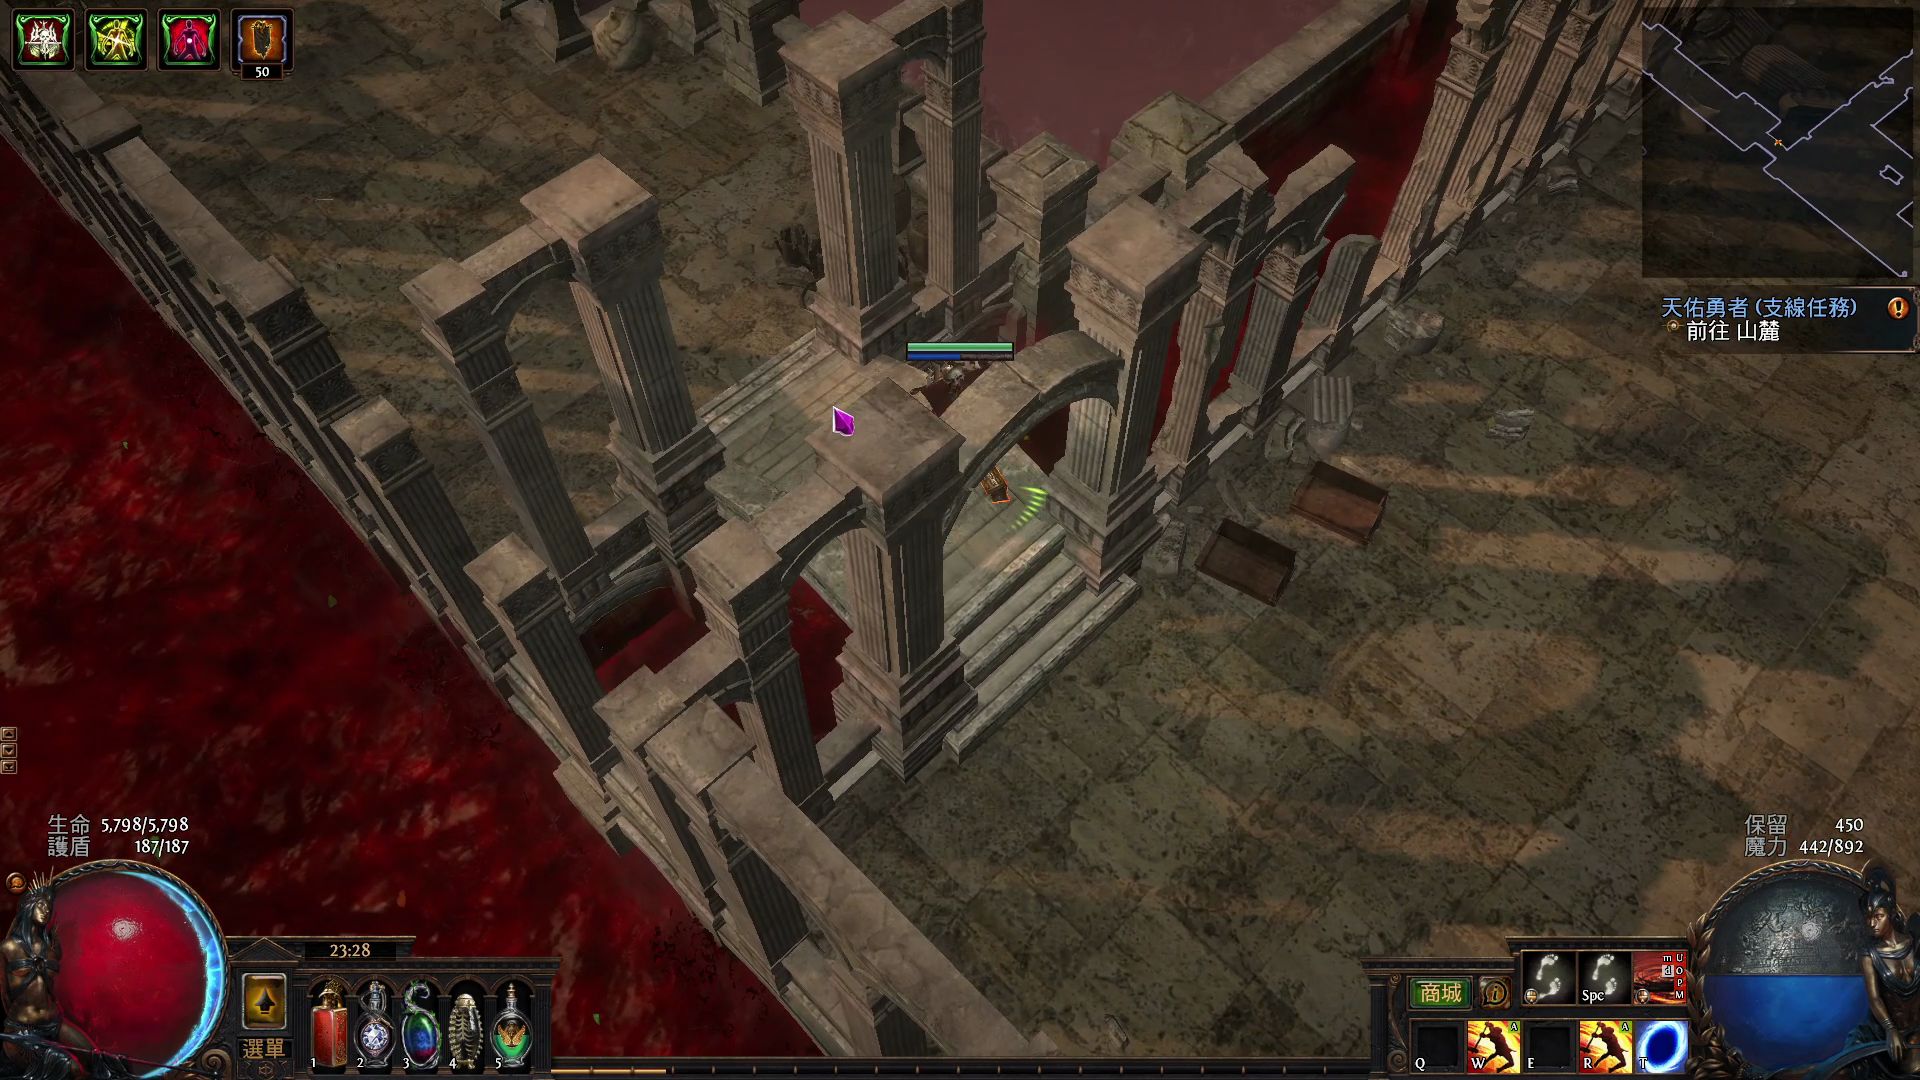 50
天佑勇者 (支線任務)
前往 山麓
生命 5,798/5,798
護盾 187/187
保留 450
魔力 442/892
23:28
選單
1 2 3 4 5
商城
Spc
m U
d O
P
M
A A
Q W E R T